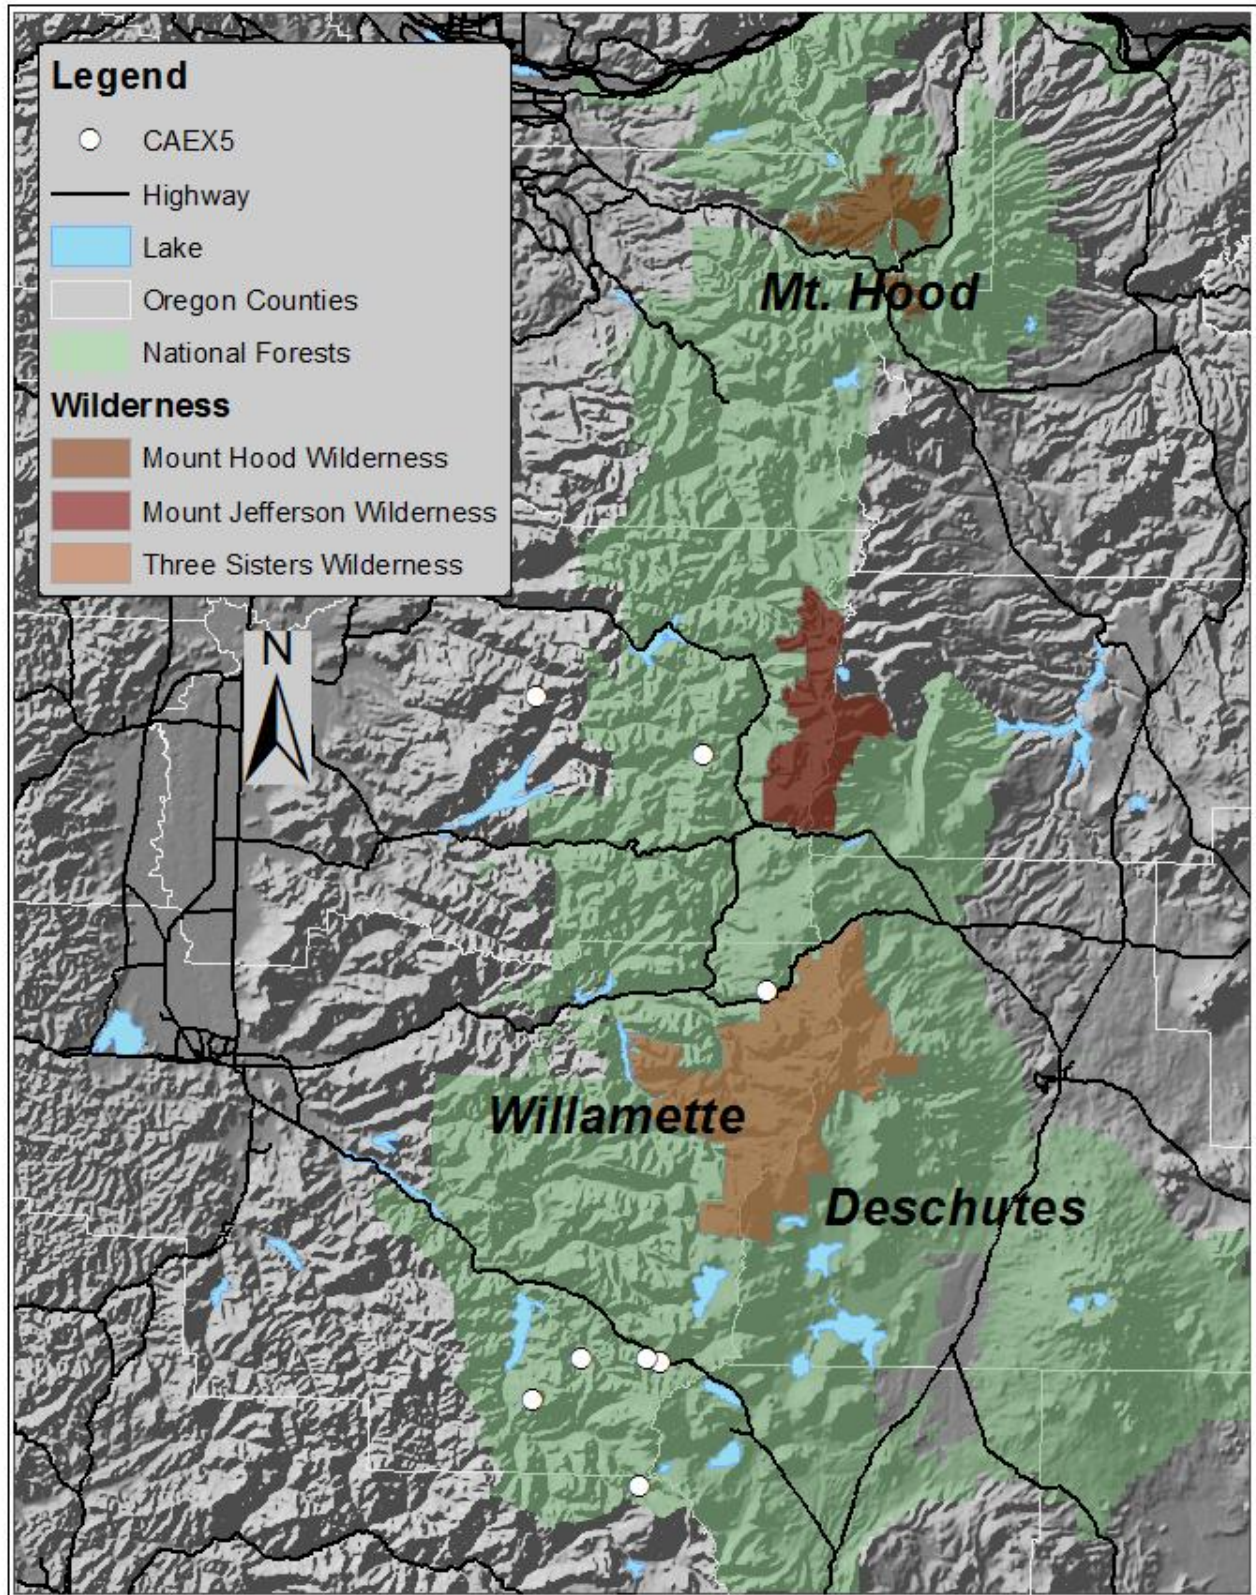 Legend
CAEX5
Highway
Lake
Oregon Counties
National Forests
Wilderness
Mount Hood Wilderness
Mount Jefferson Wilderness
Three Sisters Wilderness
N
Mt. Hood
Willamette
Deschutes